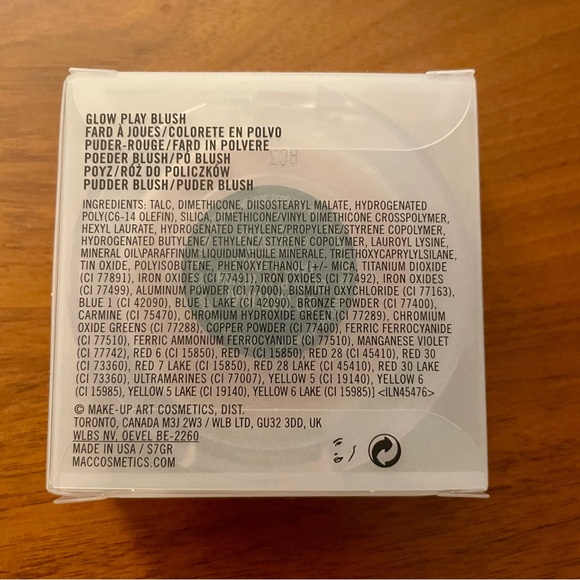 GLOW PLAY BLUSH
FARD À JOUES/COLORETE EN POLVO
PUDER-ROUGE/FARD IN POLVERE
POEDER BLUSH/PÓ BLUSH
POYZ/RÓŻ DO POLICZKÓW
PUDDER BLUSH/PUDER BLUSH
INGREDIENTS: TALC, DIMETHICONE, DIISOSTEARYL MALATE, HYDROGENATED
POLY(C6-14 OLEFIN), SILICA, DIMETHICONE/VINYL DIMETHICONE CROSSPOLYMER,
HEXYL LAURATE, HYDROGENATED ETHYLENE/PROPYLENE/STYRENE COPOLYMER,
HYDROGENATED BUTYLENE/ ETHYLENE/ STYRENE COPOLYMER, LAUROYL LYSINE,
MINERAL OIL\PARAFFINUM LIQUIDUM\HUILE MINERALE, TRIETHOXYCAPRYLYLSILANE,
TIN OXIDE, POLYISOBUTENE, PHENOXYETHANOL [+/- MICA, TITANIUM DIOXIDE
(CI 77891), IRON OXIDES (CI 77491), IRON OXIDES (CI 77492), IRON OXIDES
(CI 77499), ALUMINUM POWDER (CI 77000), BISMUTH OXYCHLORIDE (CI 77163),
BLUE 1 (CI 42090), BLUE 1 LAKE (CI 42090), BRONZE POWDER (CI 77400),
CARMINE (CI 75470), CHROMIUM HYDROXIDE GREEN (CI 77289), CHROMIUM
OXIDE GREENS (CI 77288), COPPER POWDER (CI 77400), FERRIC FERROCYANIDE
(CI 77510), FERRIC AMMONIUM FERROCYANIDE (CI 77510), MANGANESE VIOLET
(CI 77742), RED 6 (CI 15850), RED 7 (CI 15850), RED 28 (CI 45410), RED 30
(CI 73360), RED 7 LAKE (CI 15850), RED 28 LAKE (CI 45410), RED 30 LAKE
(CI 73360), ULTRAMARINES (CI 77007), YELLOW 5 (CI 19140), YELLOW 6
(CI 15985), YELLOW 5 LAKE (CI 19140), YELLOW 6 LAKE (CI 15985)] <ILN45476>
© MAKE-UP ART COSMETICS, DIST.
TORONTO, CANADA M3J 2W3 / WLB LTD, GU32 3DD, UK
WLBS NV, OEVEL BE-2260
MADE IN USA / S7GR
MACCOSMETICS.COM